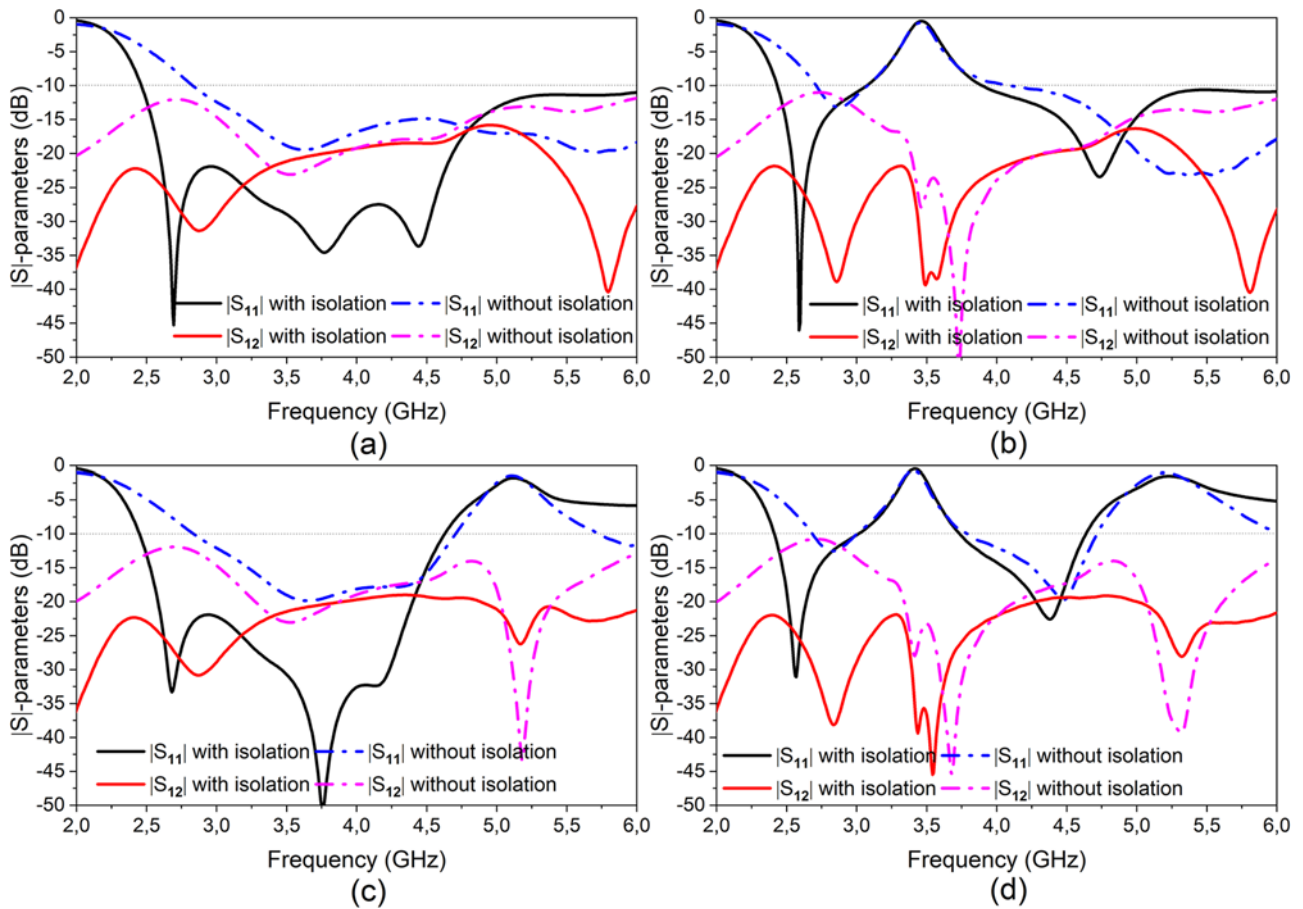 0
-5
-10
-15
-20
-25
-30
-35
-40
-45
-50
|S|-parameters (dB)
|S11| with isolation
|S11| without isolation
|S12| with isolation
|S12| without isolation
2,0 2,5 3,0 3,5 4,0 4,5 5,0 5,5 6,0
Frequency (GHz)
(a)
0
-5
-10
-15
-20
-25
-30
-35
-40
-45
-50
|S|-parameters (dB)
|S11| with isolation
|S11| without isolation
|S12| with isolation
|S12| without isolation
2,0 2,5 3,0 3,5 4,0 4,5 5,0 5,5 6,0
Frequency (GHz)
(b)
0
-5
-10
-15
-20
-25
-30
-35
-40
-45
-50
|S|-parameters (dB)
|S11| with isolation
|S11| without isolation
|S12| with isolation
|S12| without isolation
2,0 2,5 3,0 3,5 4,0 4,5 5,0 5,5 6,0
Frequency (GHz)
(c)
0
-5
-10
-15
-20
-25
-30
-35
-40
-45
-50
|S|-parameters (dB)
|S11| with isolation
|S11| without isolation
|S12| with isolation
|S12| without isolation
2,0 2,5 3,0 3,5 4,0 4,5 5,0 5,5 6,0
Frequency (GHz)
(d)